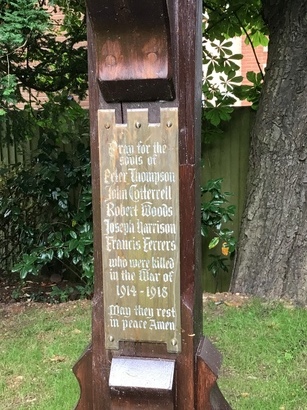 Pray for the
souls of
Peter Thompson
John Cotterell
Robert Woods
Joseph Harrison
Francis Ferrers
who were killed
in the War of
1914-1918
May they rest
in peace Amen